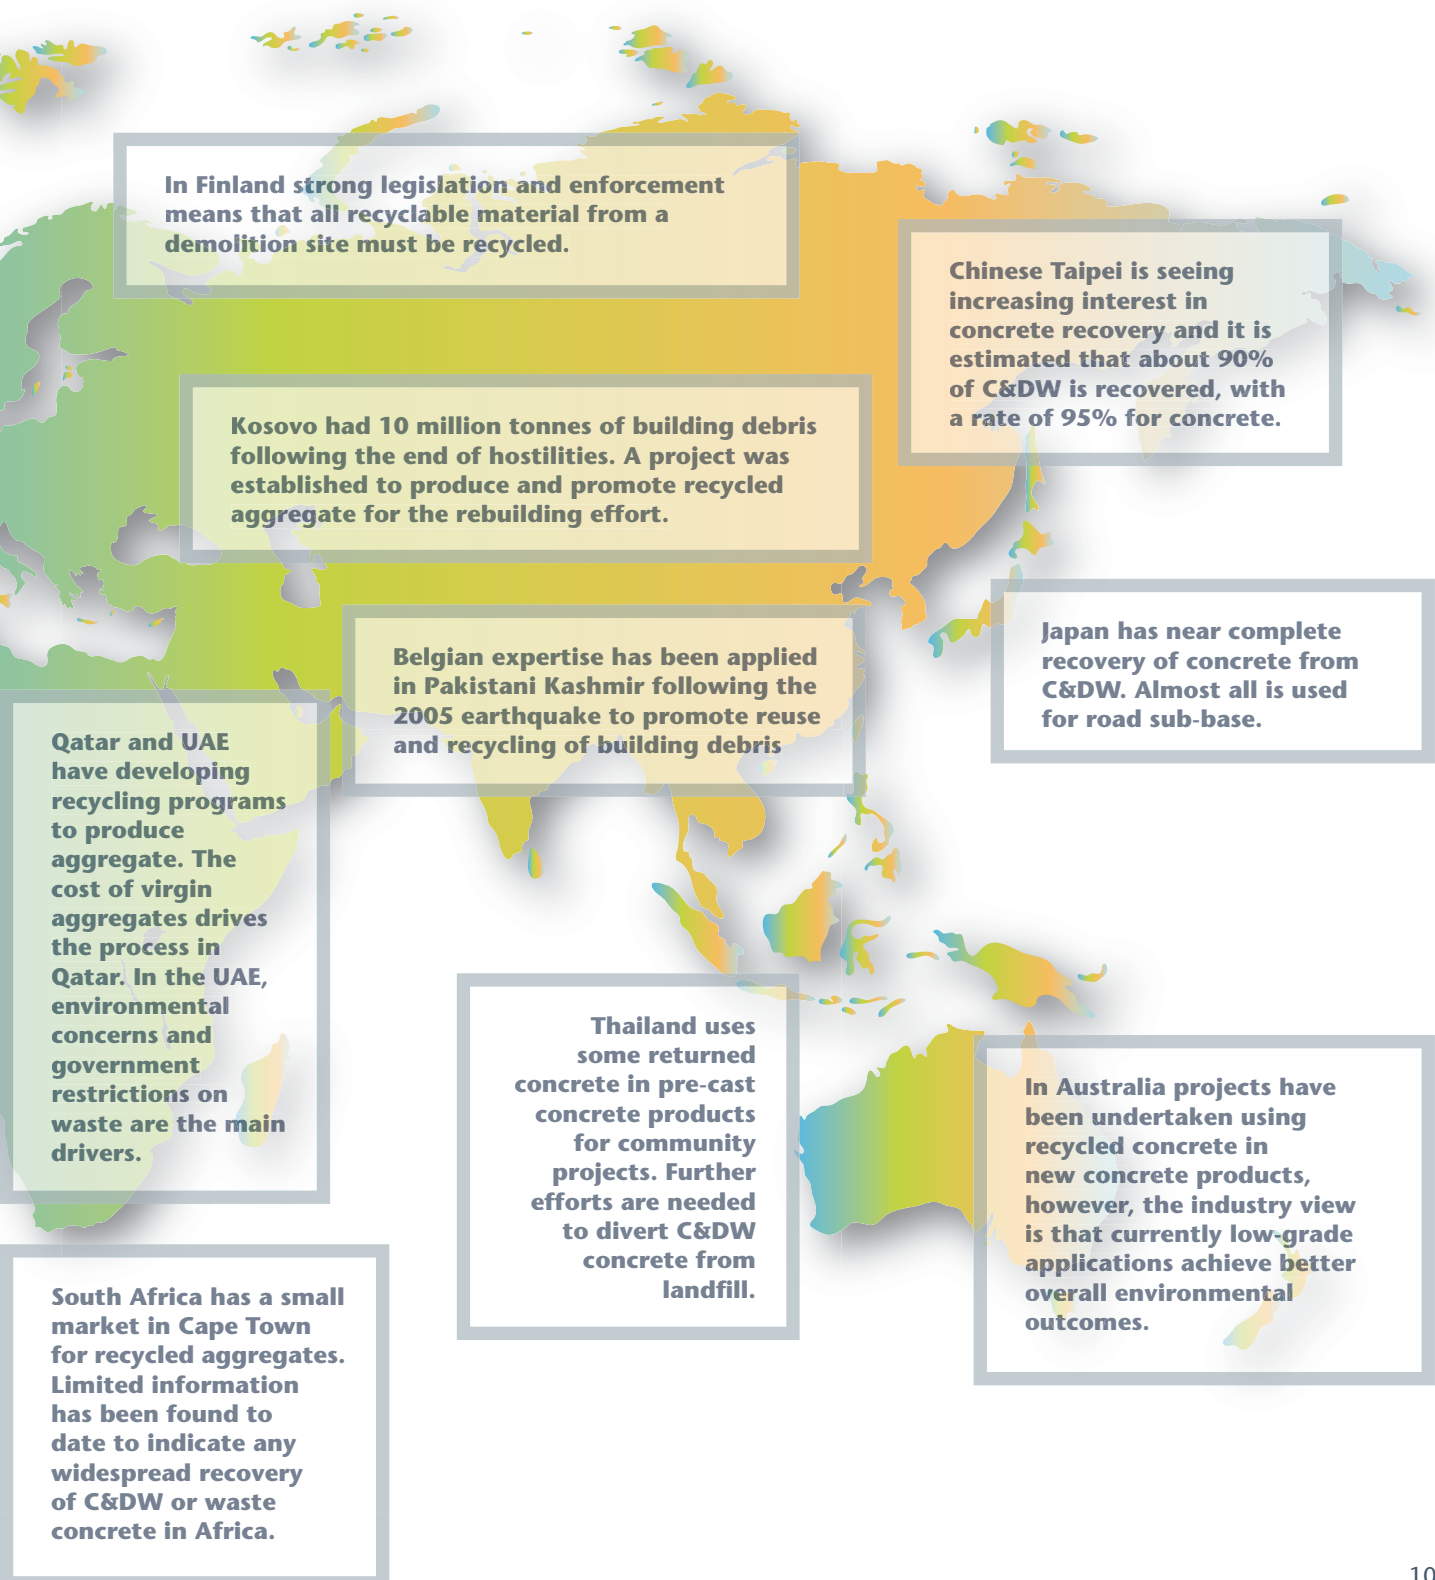 In Finland strong legislation and enforcement
means that all recyclable material from a
demolition site must be recycled.
Chinese Taipei is seeing
increasing interest in
concrete recovery and it is
estimated that about 90%
of C&DW is recovered, with
a rate of 95% for concrete.
Kosovo had 10 million tonnes of building debris
following the end of hostilities. A project was
established to produce and promote recycled
aggregate for the rebuilding effort.
Japan has near complete
recovery of concrete from
C&DW. Almost all is used
for road sub-base.
Belgian expertise has been applied
in Pakistani Kashmir following the
2005 earthquake to promote reuse
and recycling of building debris
Qatar and UAE
have developing
recycling programs
to produce
aggregate. The
cost of virgin
aggregates drives
the process in
Qatar. In the UAE,
environmental
concerns and
government
restrictions on
waste are the main
drivers.
Thailand uses
some returned
concrete in pre-cast
concrete products
for community
projects. Further
efforts are needed
to divert C&DW
concrete from
landfill.
In Australia projects have
been undertaken using
recycled concrete in
new concrete products,
however, the industry view
is that currently low-grade
applications achieve better
overall environmental
outcomes.
South Africa has a small
market in Cape Town
for recycled aggregates.
Limited information
has been found to
date to indicate any
widespread recovery
of C&DW or waste
concrete in Africa.
10